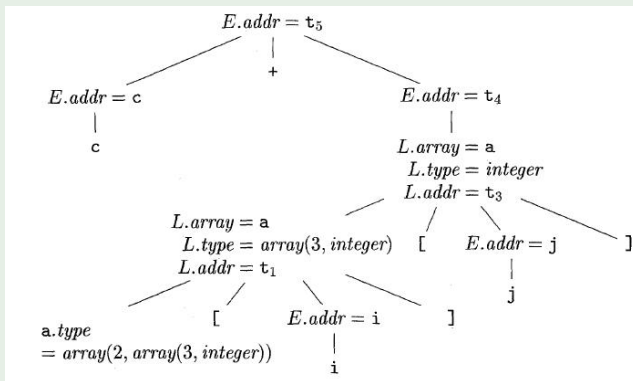 E.addr = t₅
+
E.addr = c
E.addr = t₄
c
L.array = a
L.type = integer
L.addr = t₃
L.array = a
L.type = array(3, integer)
[
E.addr = j
]
L.addr = t₁
j
a.type
[
E.addr = i
]
= array(2, array(3, integer))
i